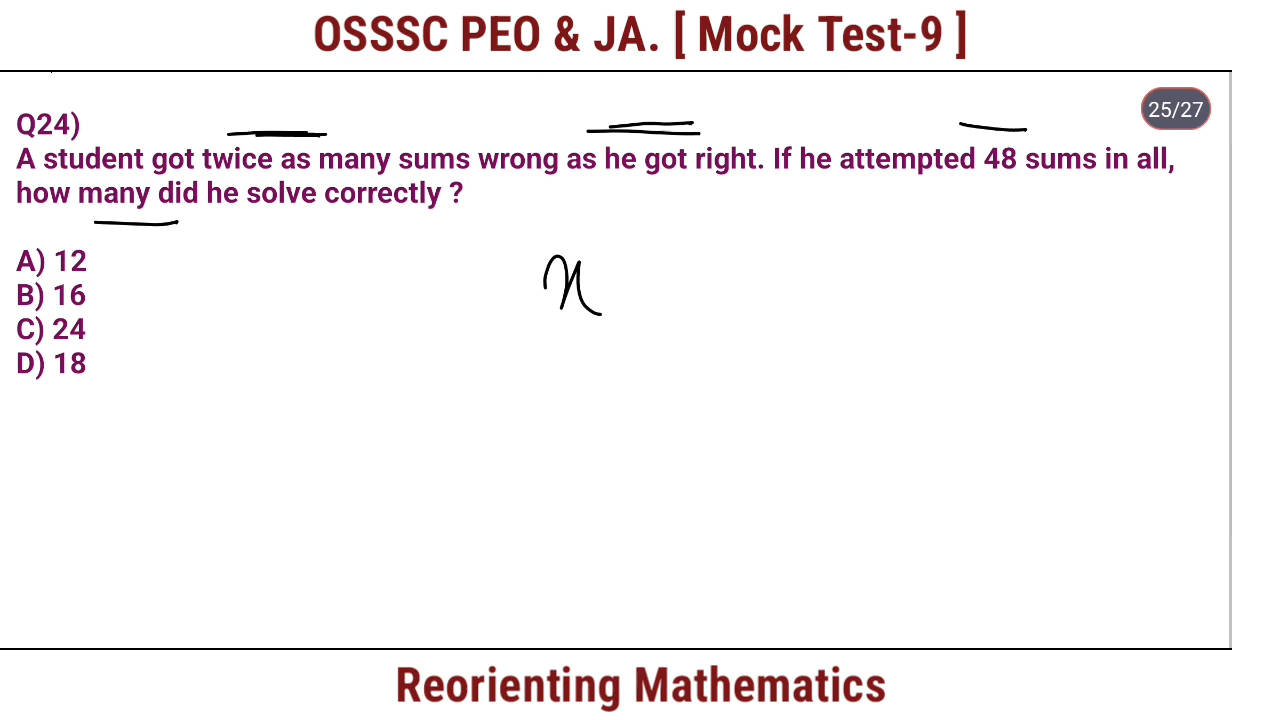 OSSSC PEO & JA. [ Mock Test-9 ]
25/27
Q24)
A student got twice as many sums wrong as he got right. If he attempted 48 sums in all,
how many did he solve correctly ?
A) 12
B) 16
C) 24
D) 18
x
Reorienting Mathematics